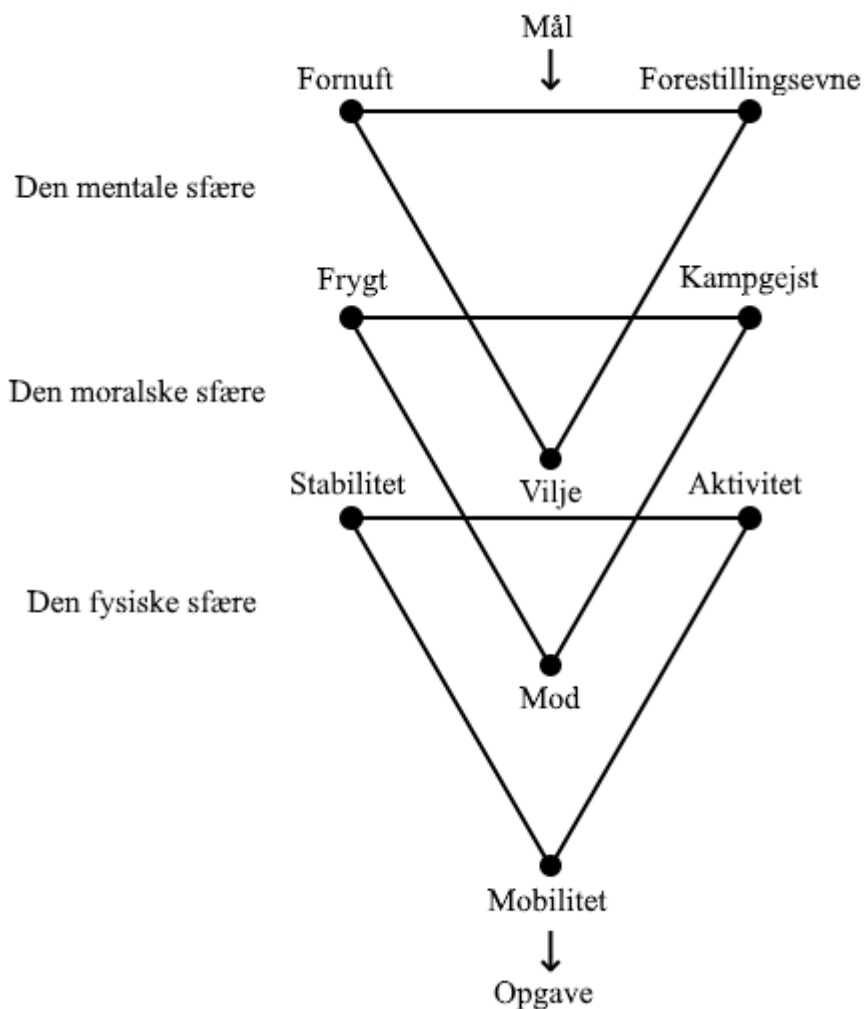 Mål
Fornuft
Forestillingsevne
Den mentale sfære
Frygt
Kampgejst
Den moralske sfære
Stabilitet
Vilje
Aktivitet
Den fysiske sfære
Mod
Mobilitet
Opgave